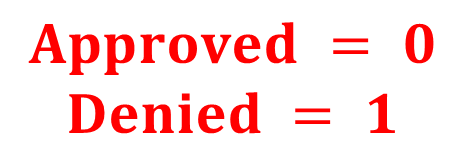 Approved = 0
Denied = 1